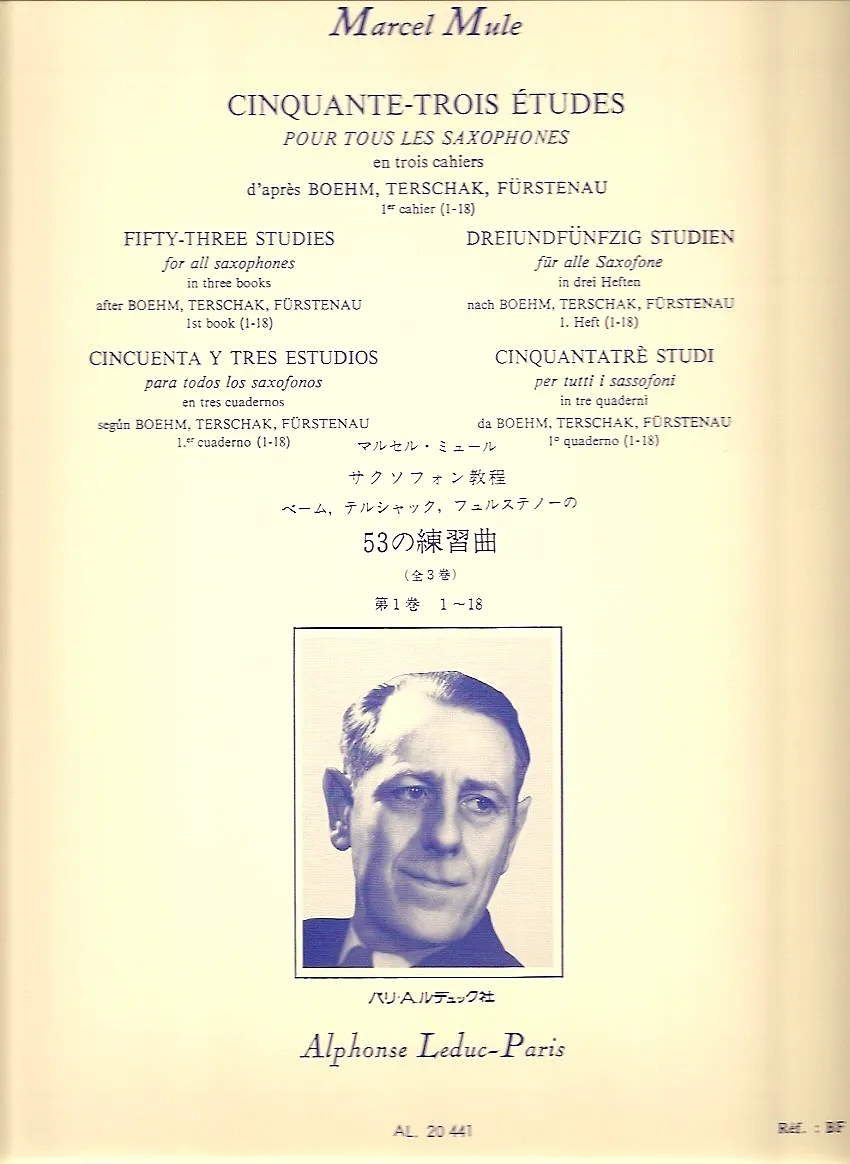 Marcel Mule
CINQUANTE-TROIS ÉTUDES
POUR TOUS LES SAXOPHONES
en trois cahiers
d'après BOEHM, TERSCHAK, FÜRSTENAU
1er cahier (1-18)
FIFTY-THREE STUDIES
for all saxophones
in three books
after BOEHM, TERSCHAK, FÜRSTENAU
1st book (1-18)
DREIUNDFÜNFZIG STUDIEN
für alle Saxofone
in drei Heften
nach BOEHM, TERSCHAK, FÜRSTENAU
1. Heft (1-18)
CINCUENTA Y TRES ESTUDIOS
para todos los saxofonos
en tres cuadernos
según BOEHM, TERSCHAK, FÜRSTENAU
1.er cuaderno (1-18)
CINQUANTATRÈ STUDI
per tutti i sassofoni
in tre quaderni
da BOEHM, TERSCHAK, FÜRSTENAU
1° quaderno (1-18)
マルセル・ミュール
サクソフォン教程
ベーム, テルシャック, フュルステノーの
53の練習曲
(全3巻)
第1巻 1〜18
パリ・A.ルデュック社
Alphonse Leduc-Paris
AL. 20 441
Réf. : BF